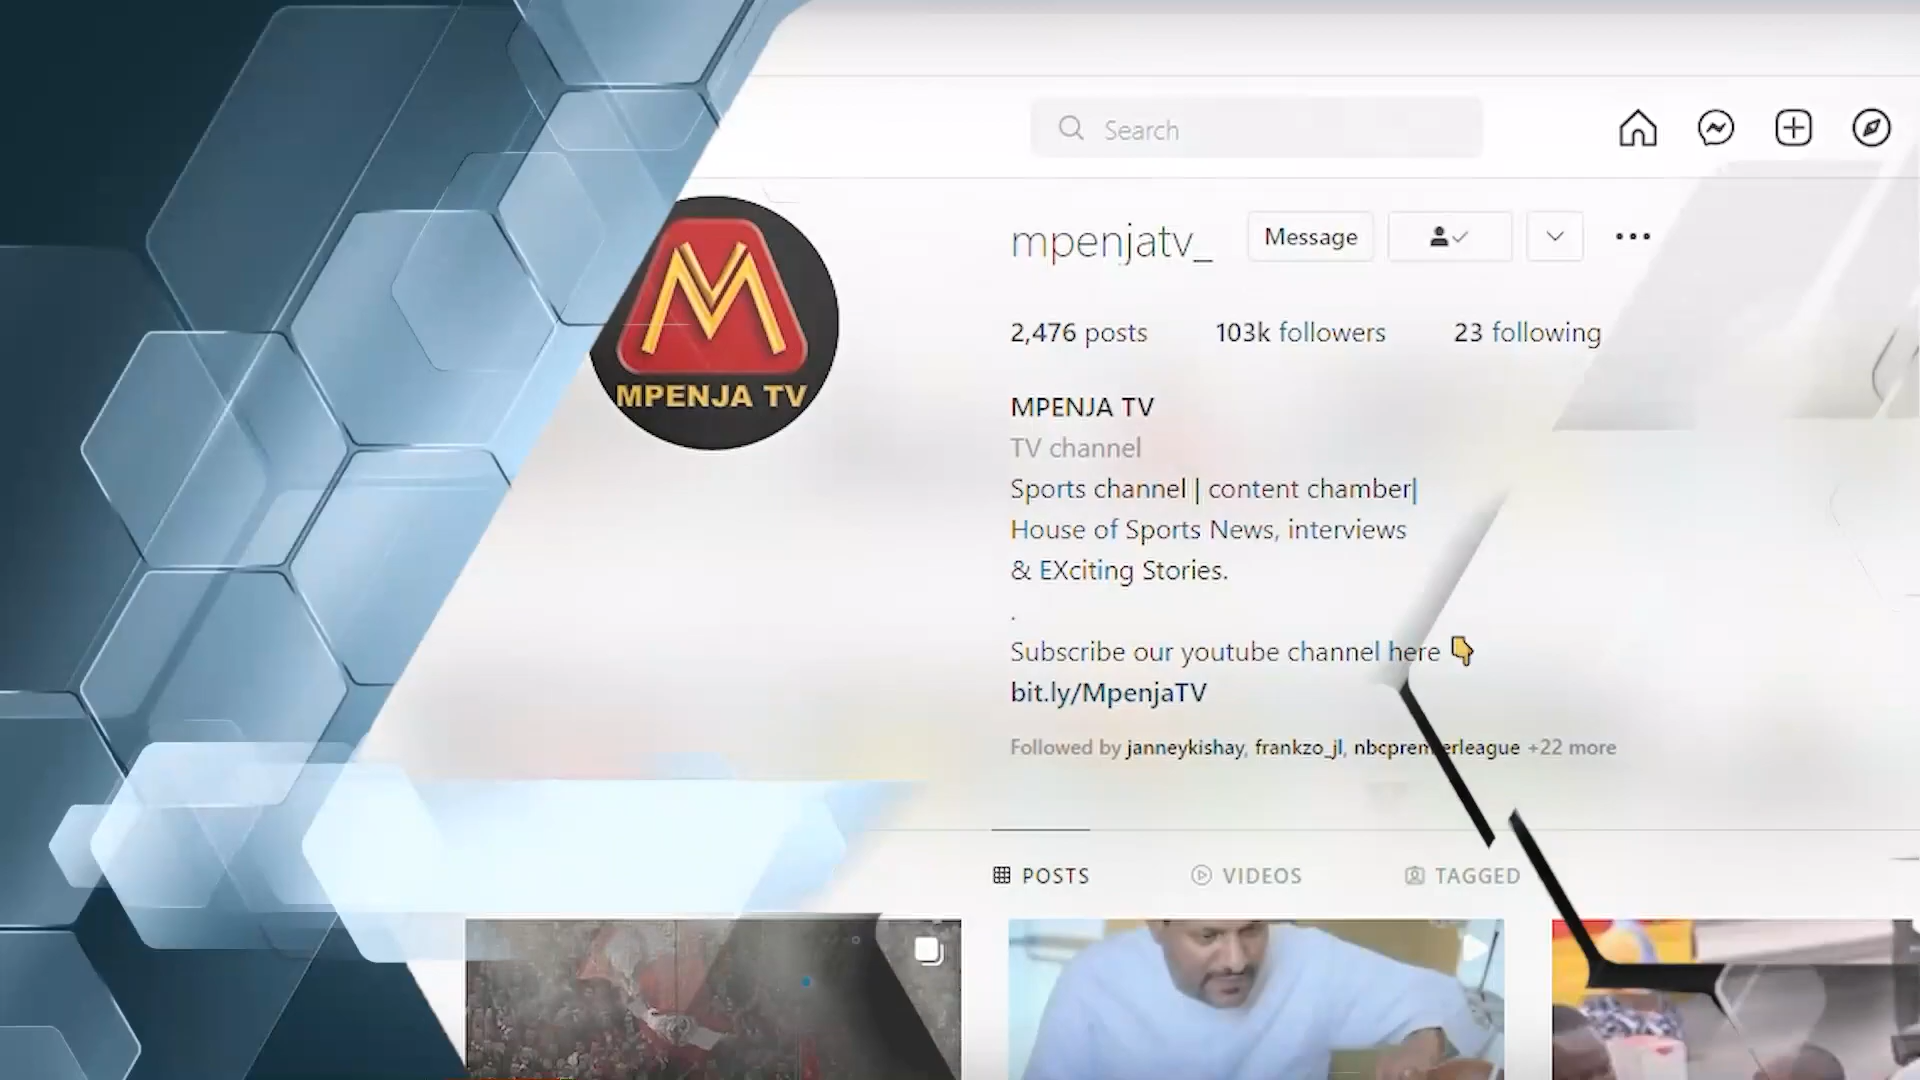 Search
mpenjatv_
Message
2,476 posts 103k followers 23 following
MPENJA TV
MPENJA TV
TV channel
Sports channel | content chamber|
House of Sports News, interviews
& EXciting Stories.
.
Subscribe our youtube channel here 👇
bit.ly/MpenjaTV
Followed by janneykishay, frankzo_jl, nbcpremierleague +22 more
POSTS VIDEOS TAGGED